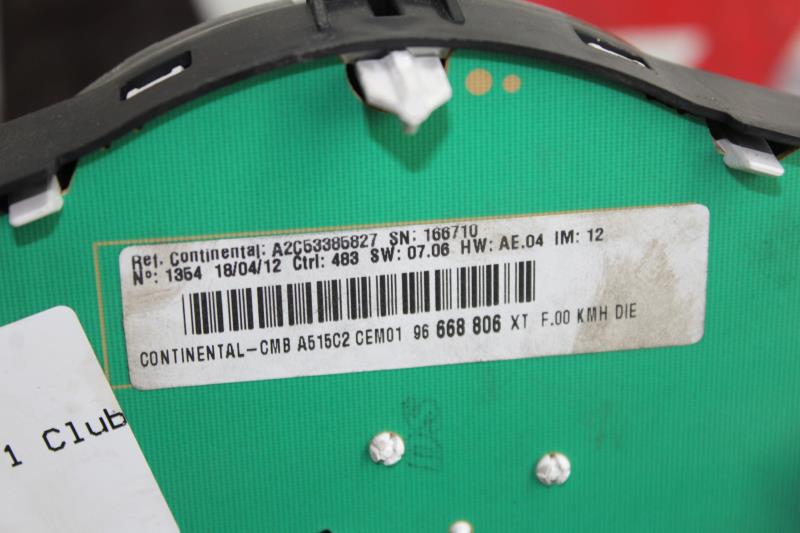 Ref. Continental: A2C53385827 SN: 166710
Nº: 1354 18/04/12 Ctrl: 483 SW: 07.06 HW: AE.04 IM: 12
CONTINENTAL-CMB A515C2 CEM01 96 668 806 XT F.00 KMH DIE
1 Club